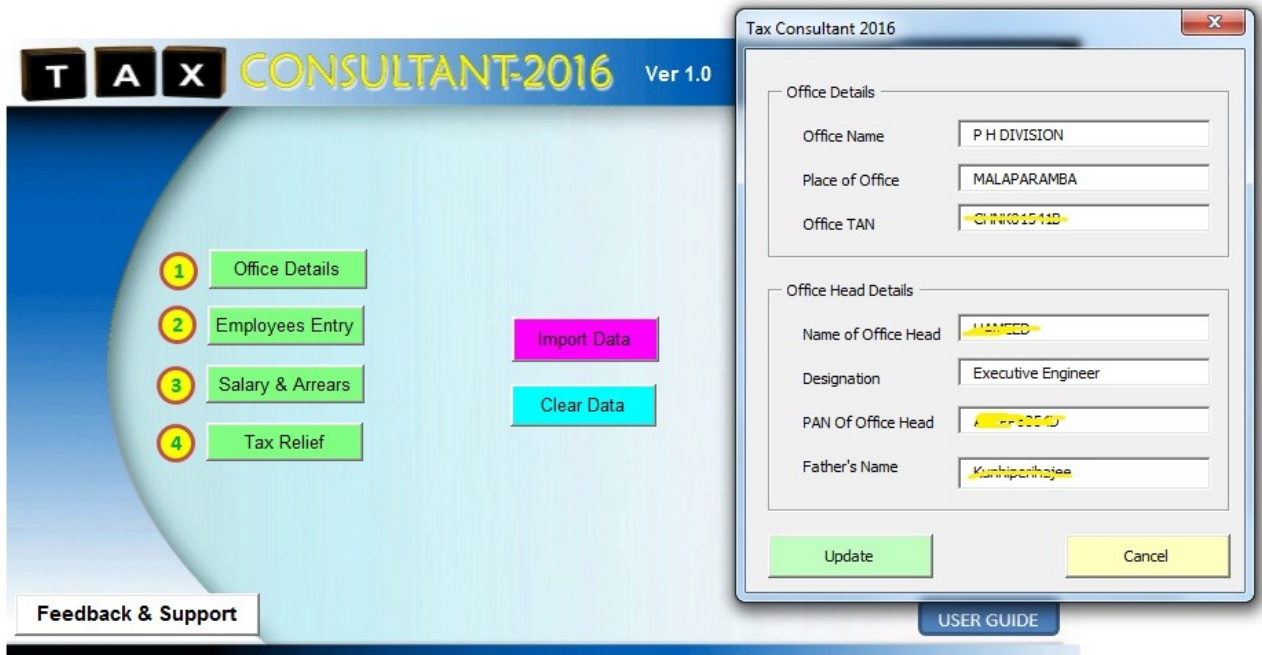 TAX CONSULTANT-2016 Ver 1.0
1 Office Details
2 Employees Entry
3 Salary & Arrears
4 Tax Relief
Import Data
Clear Data
Feedback & Support
USER GUIDE
Tax Consultant 2016
Office Details
Office Name P H DIVISION
Place of Office MALAPARAMBA
Office TAN
Office Head Details
Name of Office Head
Designation Executive Engineer
PAN Of Office Head
Father's Name
Update Cancel